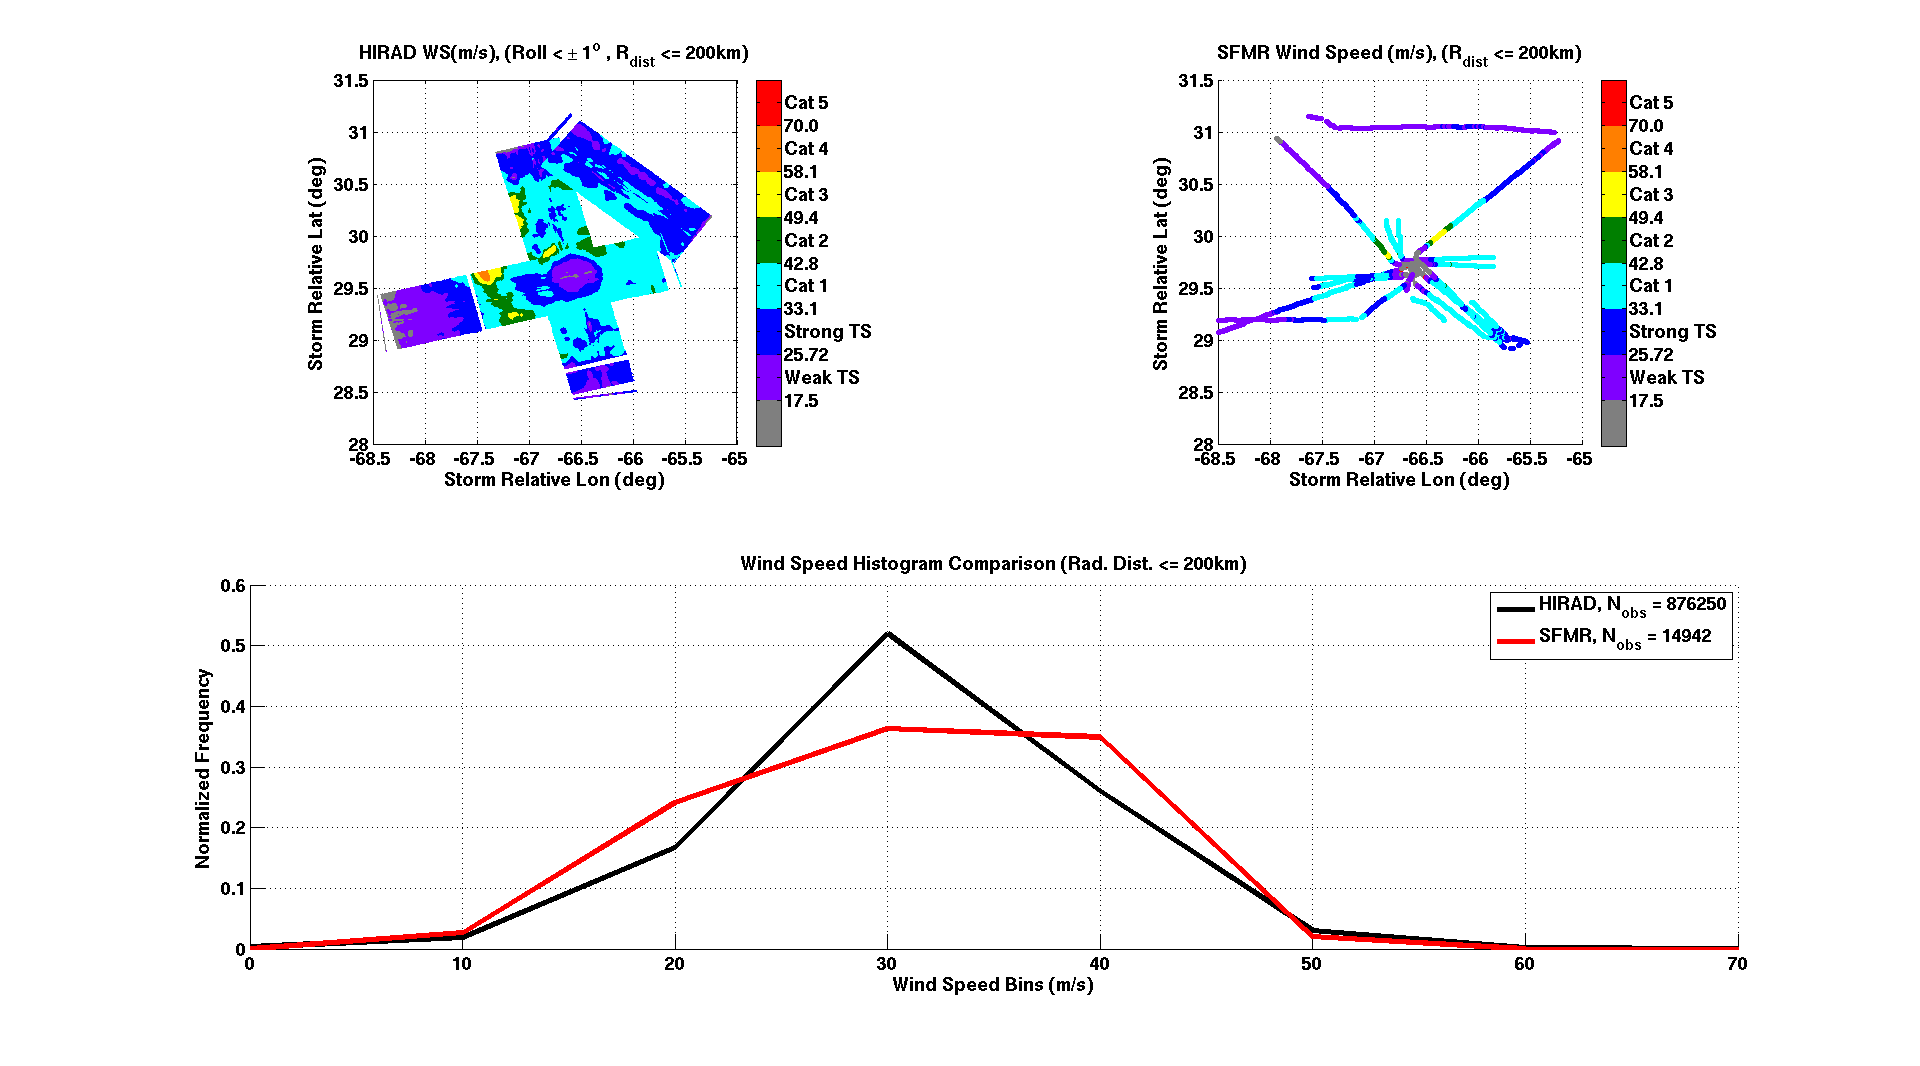 HIRAD WS(m/s), (Roll < ± 1°, R_dist <= 200km)
31.5
31
30.5
30
29.5
29
28.5
28
-68.5 -68 -67.5 -67 -66.5 -66 -65.5 -65
Storm Relative Lat (deg)
Storm Relative Lon (deg)
Cat 5
70.0
Cat 4
58.1
Cat 3
49.4
Cat 2
42.8
Cat 1
33.1
Strong TS
25.72
Weak TS
17.5
SFMR Wind Speed (m/s), (R_dist <= 200km)
31.5
31
30.5
30
29.5
29
28.5
28
-68.5 -68 -67.5 -67 -66.5 -66 -65.5 -65
Storm Relative Lat (deg)
Storm Relative Lon (deg)
Cat 5
70.0
Cat 4
58.1
Cat 3
49.4
Cat 2
42.8
Cat 1
33.1
Strong TS
25.72
Weak TS
17.5
Wind Speed Histogram Comparison (Rad. Dist. <= 200km)
0.6
0.5
0.4
0.3
0.2
0.1
0
Normalized Frequency
HIRAD, N_obs = 876250
SFMR, N_obs = 14942
0 10 20 30 40 50 60 70
Wind Speed Bins (m/s)